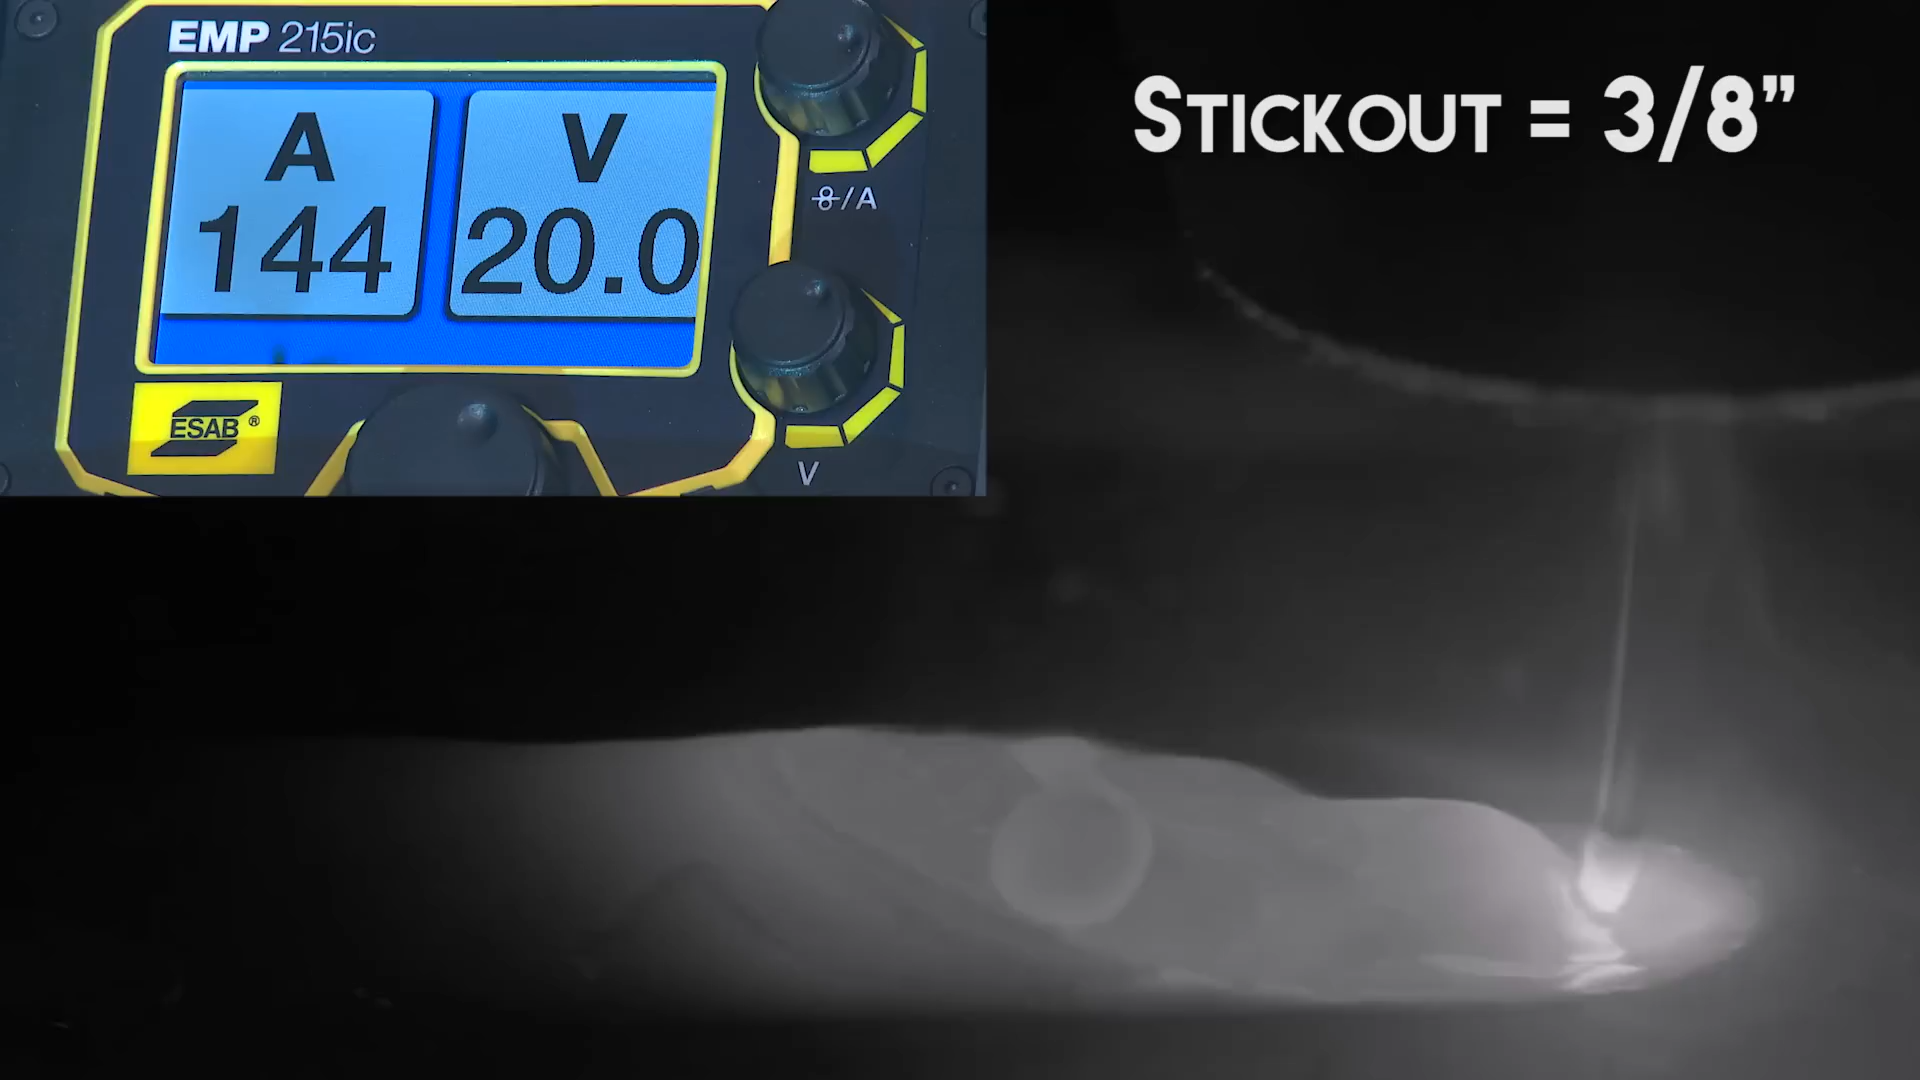 EMP 215ic
A
144
V
20.0
8/A
ESAB®
V
STICKOUT = 3/8”